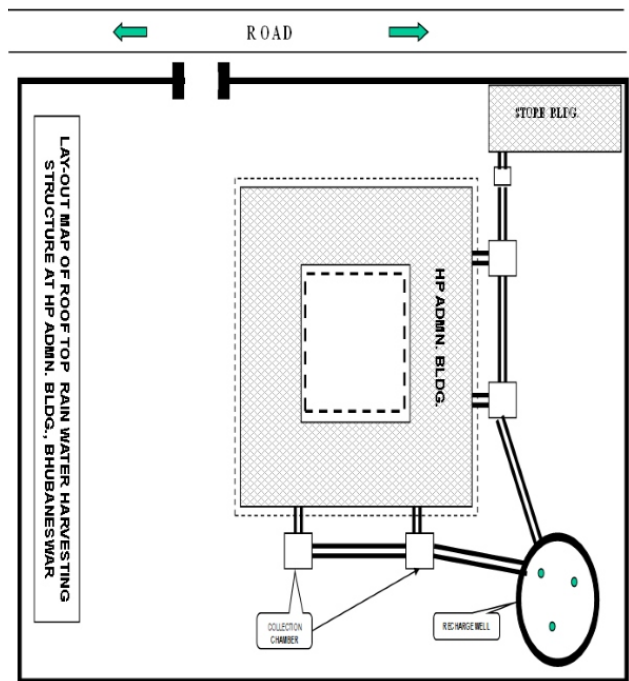 ROAD
STORE BLDG.
LAY-OUT MAP OF ROOF TOP RAIN WATER HARVESTING
STRUCTURE AT HP ADMN. BLDG., BHUBANESWAR
HP ADMN. BLDG.
COLLECTION
CHAMBER
RECHARGE WELL